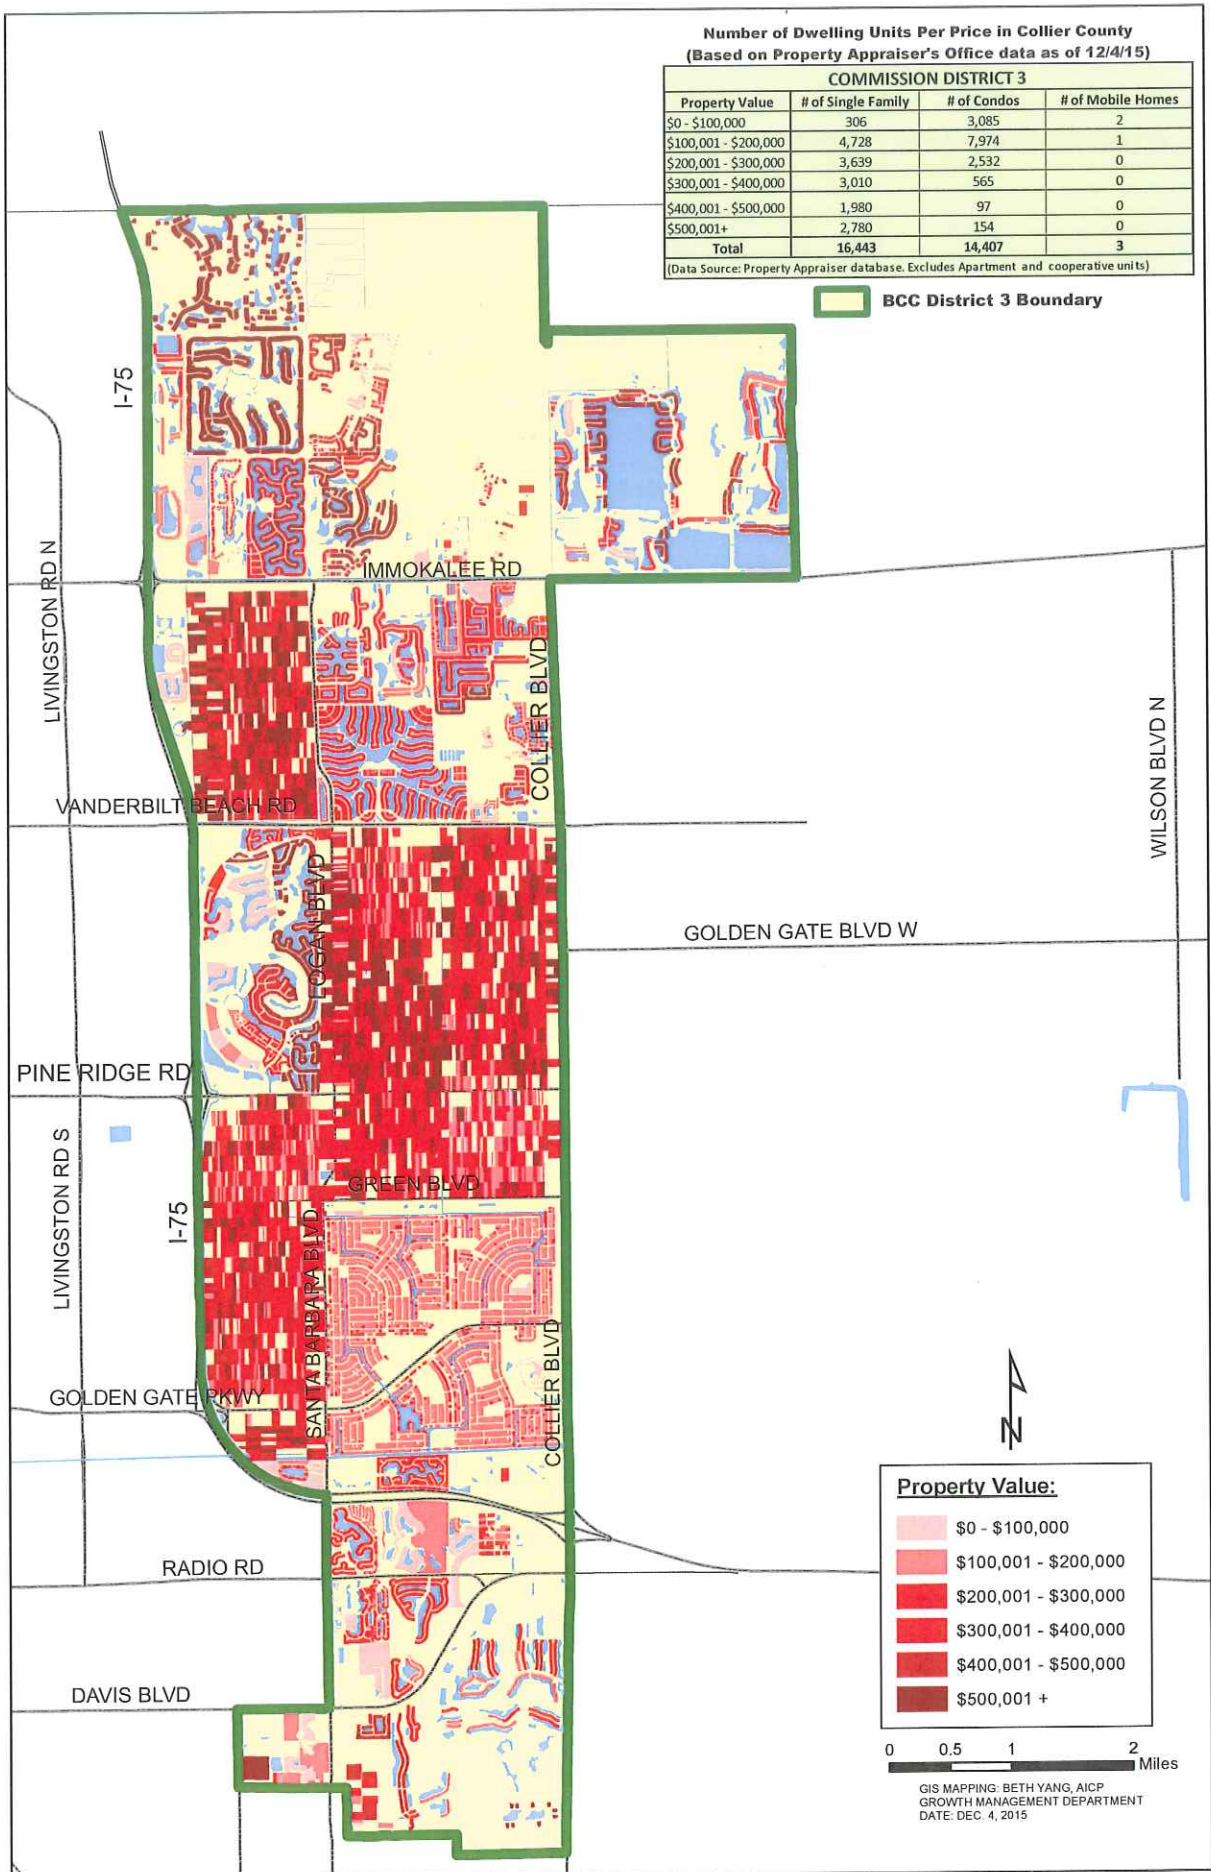 Number of Dwelling Units Per Price in Collier County
(Based on Property Appraiser's Office data as of 12/4/15)
COMMISSION DISTRICT 3
Property Value # of Single Family # of Condos # of Mobile Homes
$0 - $100,000 306 3,085 2
$100,001 - $200,000 4,728 7,974 1
$200,001 - $300,000 3,639 2,532 0
$300,001 - $400,000 3,010 565 0
$400,001 - $500,000 1,980 97 0
$500,001+ 2,780 154 0
Total 16,443 14,407 3
(Data Source: Property Appraiser database. Excludes Apartment and cooperative units)
BCC District 3 Boundary
I-75
LIVINGSTON RD N
IMMOKALEE RD
COLLIER BLVD
WILSON BLVD N
VANDERBILT BEACH RD
LOGAN BLVD
GOLDEN GATE BLVD W
PINE RIDGE RD
LIVINGSTON RD S
I-75
GREEN BLVD
SANTA BARBARA BLVD
COLLIER BLVD
GOLDEN GATE PKWY
N
RADIO RD
DAVIS BLVD
Property Value:
$0 - $100,000
$100,001 - $200,000
$200,001 - $300,000
$300,001 - $400,000
$400,001 - $500,000
$500,001 +
0 0.5 1 2
Miles
GIS MAPPING: BETH YANG, AICP
GROWTH MANAGEMENT DEPARTMENT
DATE: DEC. 4, 2015